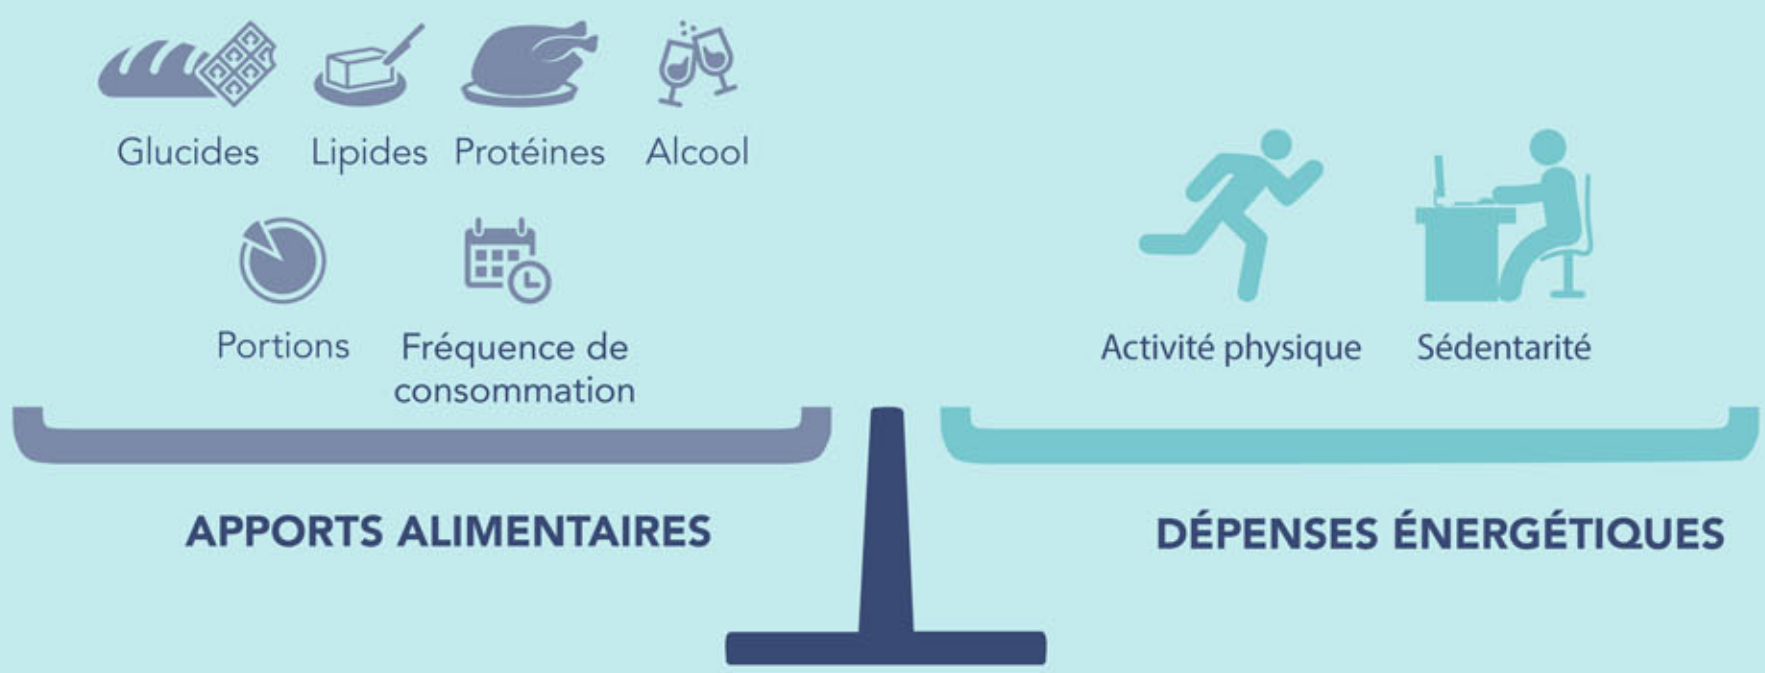 Glucides
Lipides
Protéines
Alcool
Portions
Fréquence de
consommation
Activité physique
Sédentarité
APPORTS ALIMENTAIRES
DÉPENSES ÉNERGÉTIQUES